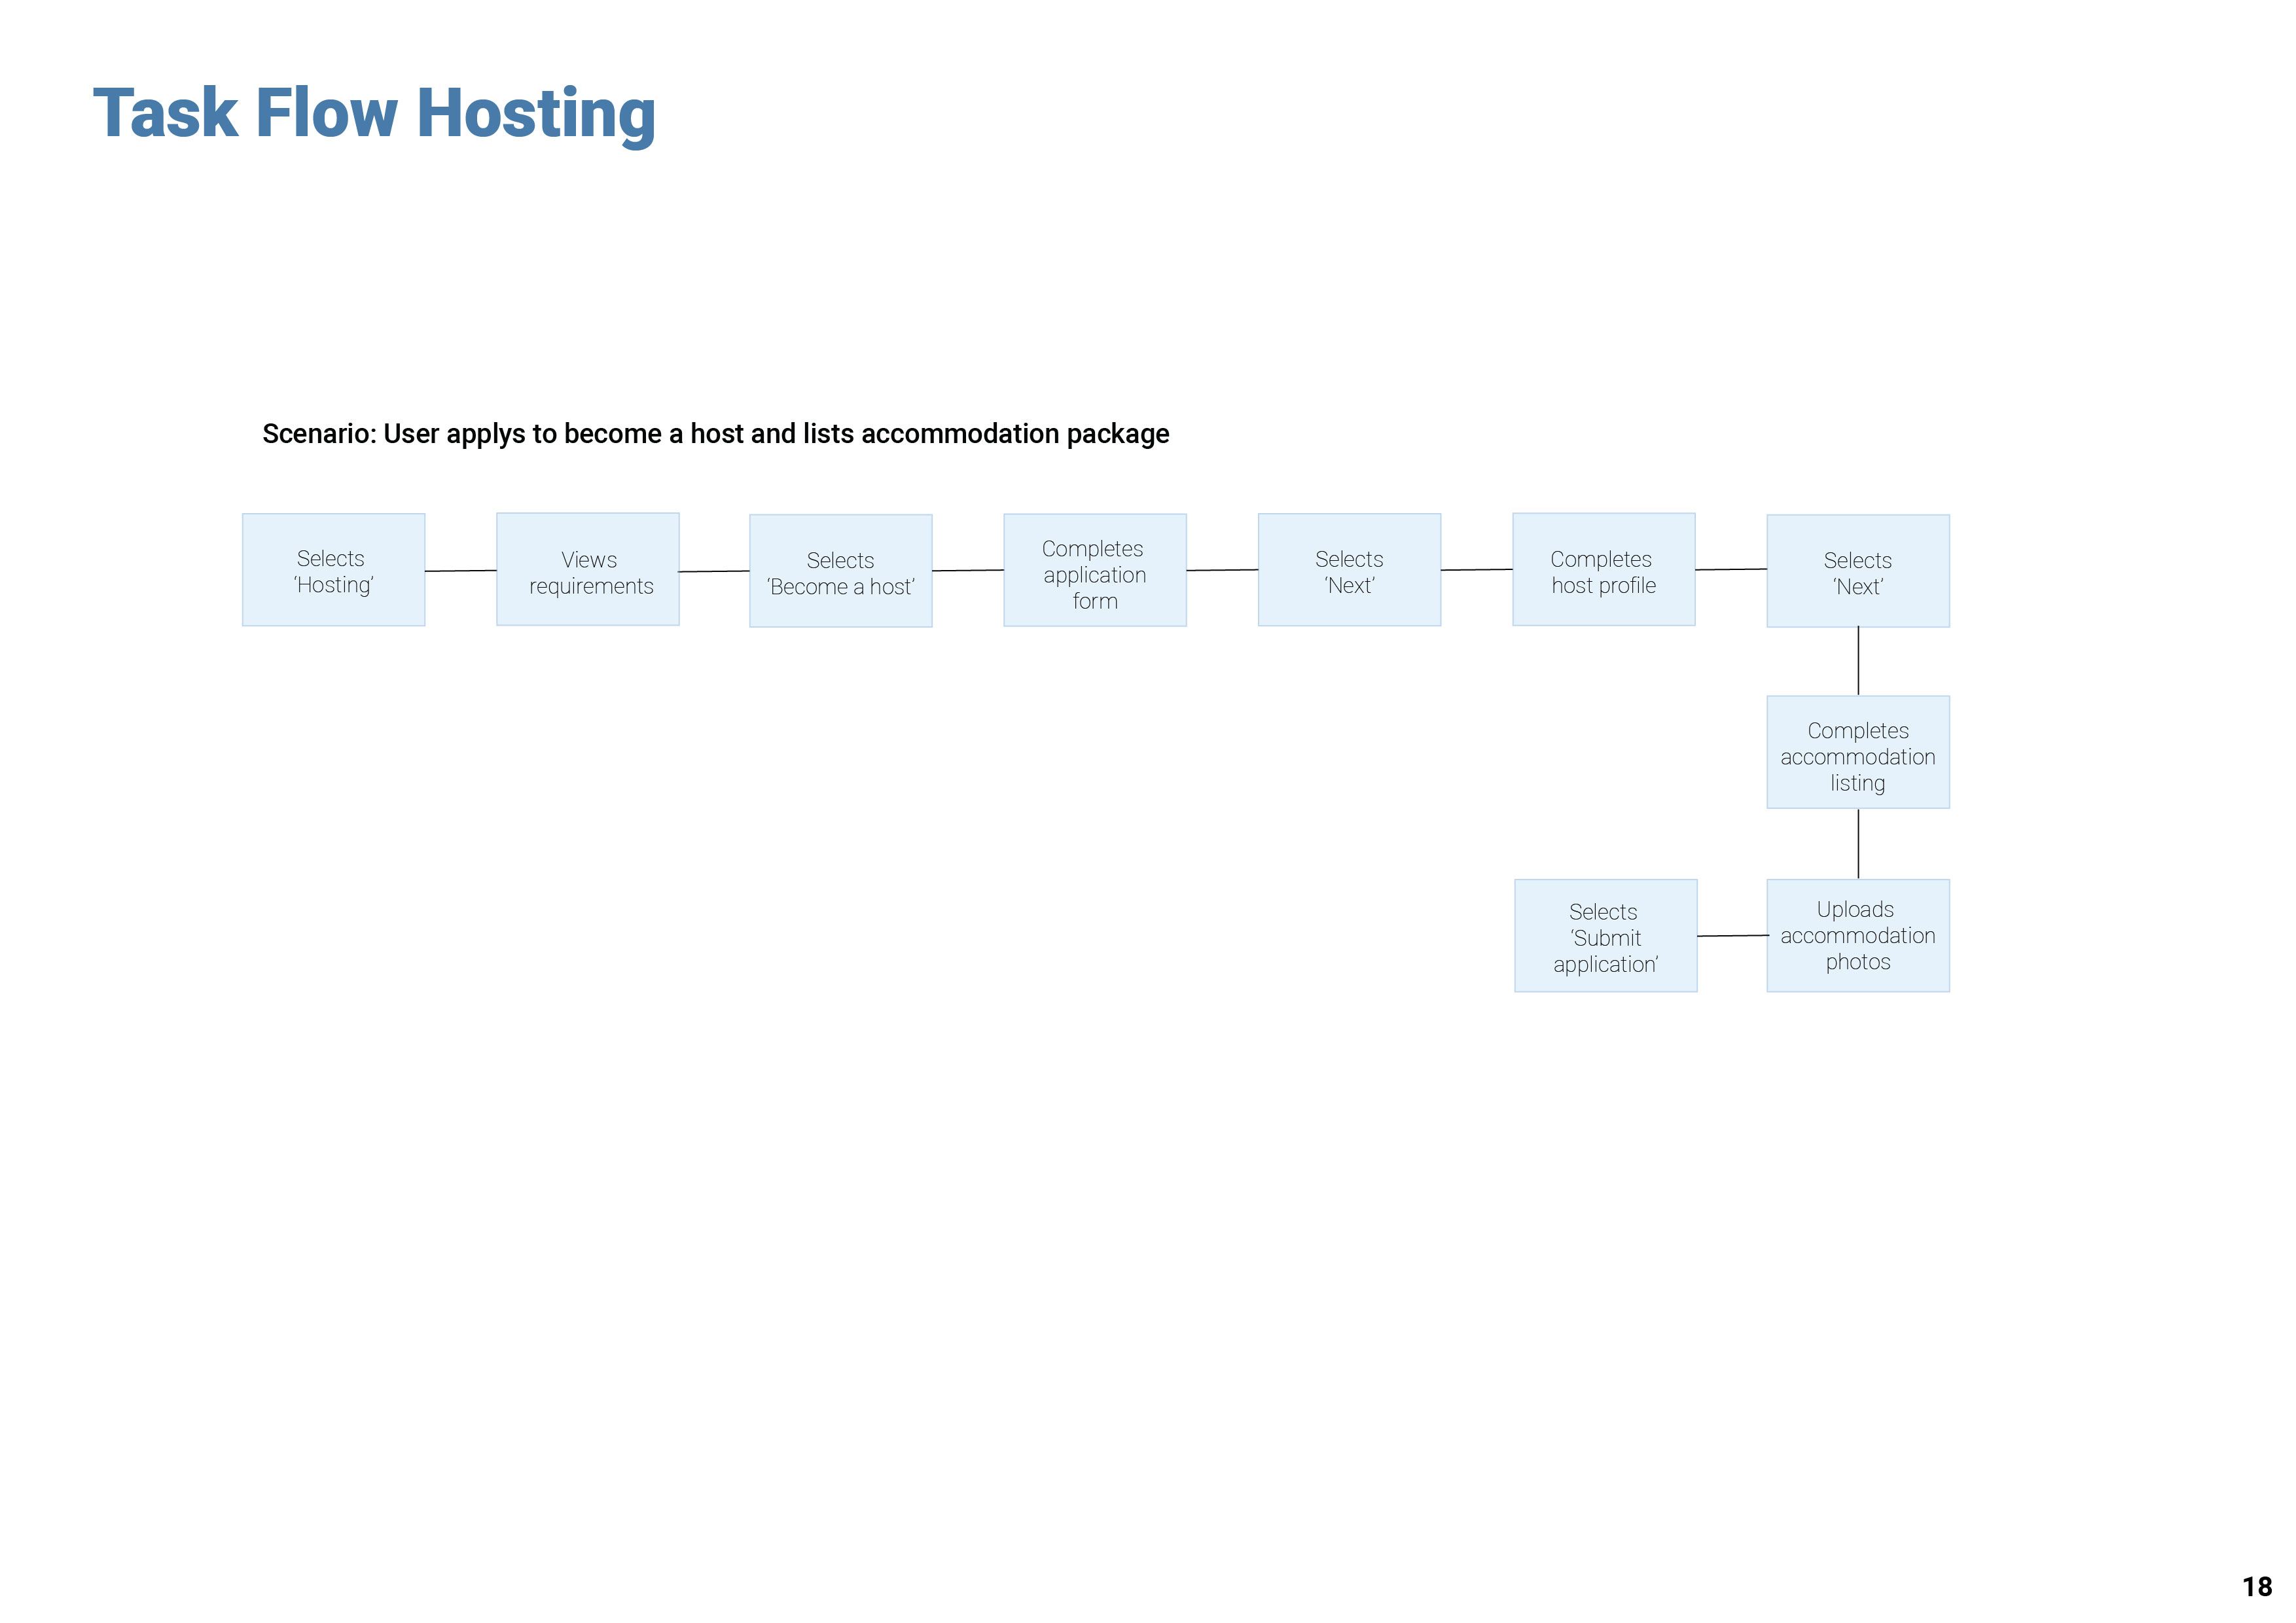 Task Flow Hosting
Scenario: User applys to become a host and lists accommodation package
Selects
‘Hosting’
Views
requirements
Selects
‘Become a host’
Completes
application
form
Selects
‘Next’
Completes
host profile
Selects
‘Next’
Completes
accommodation
listing
Uploads
accommodation
photos
Selects
‘Submit
application’
18